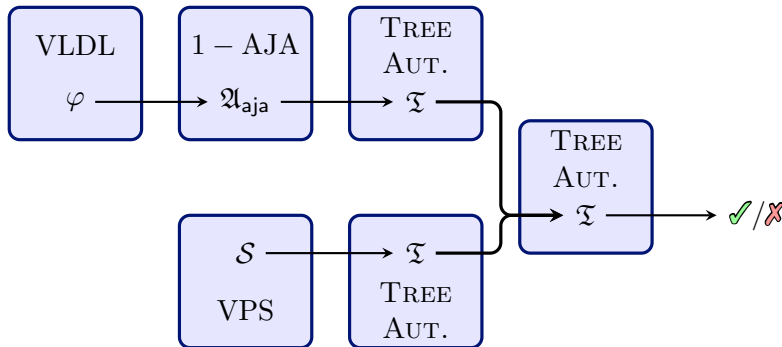 VLDL
φ
1 − AJA
𝔄aja
TREE
AUT.
𝔗
TREE
AUT.
𝔗
✓/✗
𝒮
VPS
𝔗
TREE
AUT.